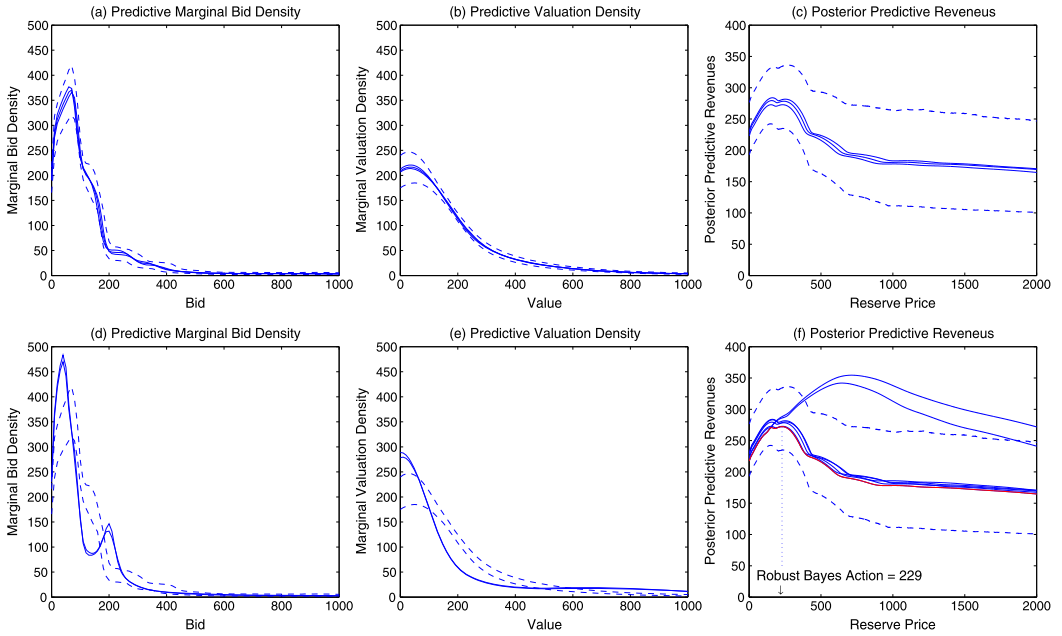 (a) Predictive Marginal Bid Density
500
450
400
350
300
250
200
150
100
50
0
0 200 400 600 800 1000
Marginal Bid Density
Bid
(b) Predictive Valuation Density
500
450
400
350
300
250
200
150
100
50
0
0 200 400 600 800 1000
Marginal Valuation Density
Value
(c) Posterior Predictive Reveneus
400
350
300
250
200
150
100
50
0
0 500 1000 1500 2000
Posterior Predictive Revenues
Reserve Price
(d) Predictive Marginal Bid Density
500
450
400
350
300
250
200
150
100
50
0
0 200 400 600 800 1000
Marginal Bid Density
Bid
(e) Predictive Valuation Density
500
450
400
350
300
250
200
150
100
50
0
0 200 400 600 800 1000
Marginal Valuation Density
Value
(f) Posterior Predictive Reveneus
400
350
300
250
200
150
100
50
0
0 500 1000 1500 2000
Posterior Predictive Revenues
Robust Bayes Action = 229
Reserve Price